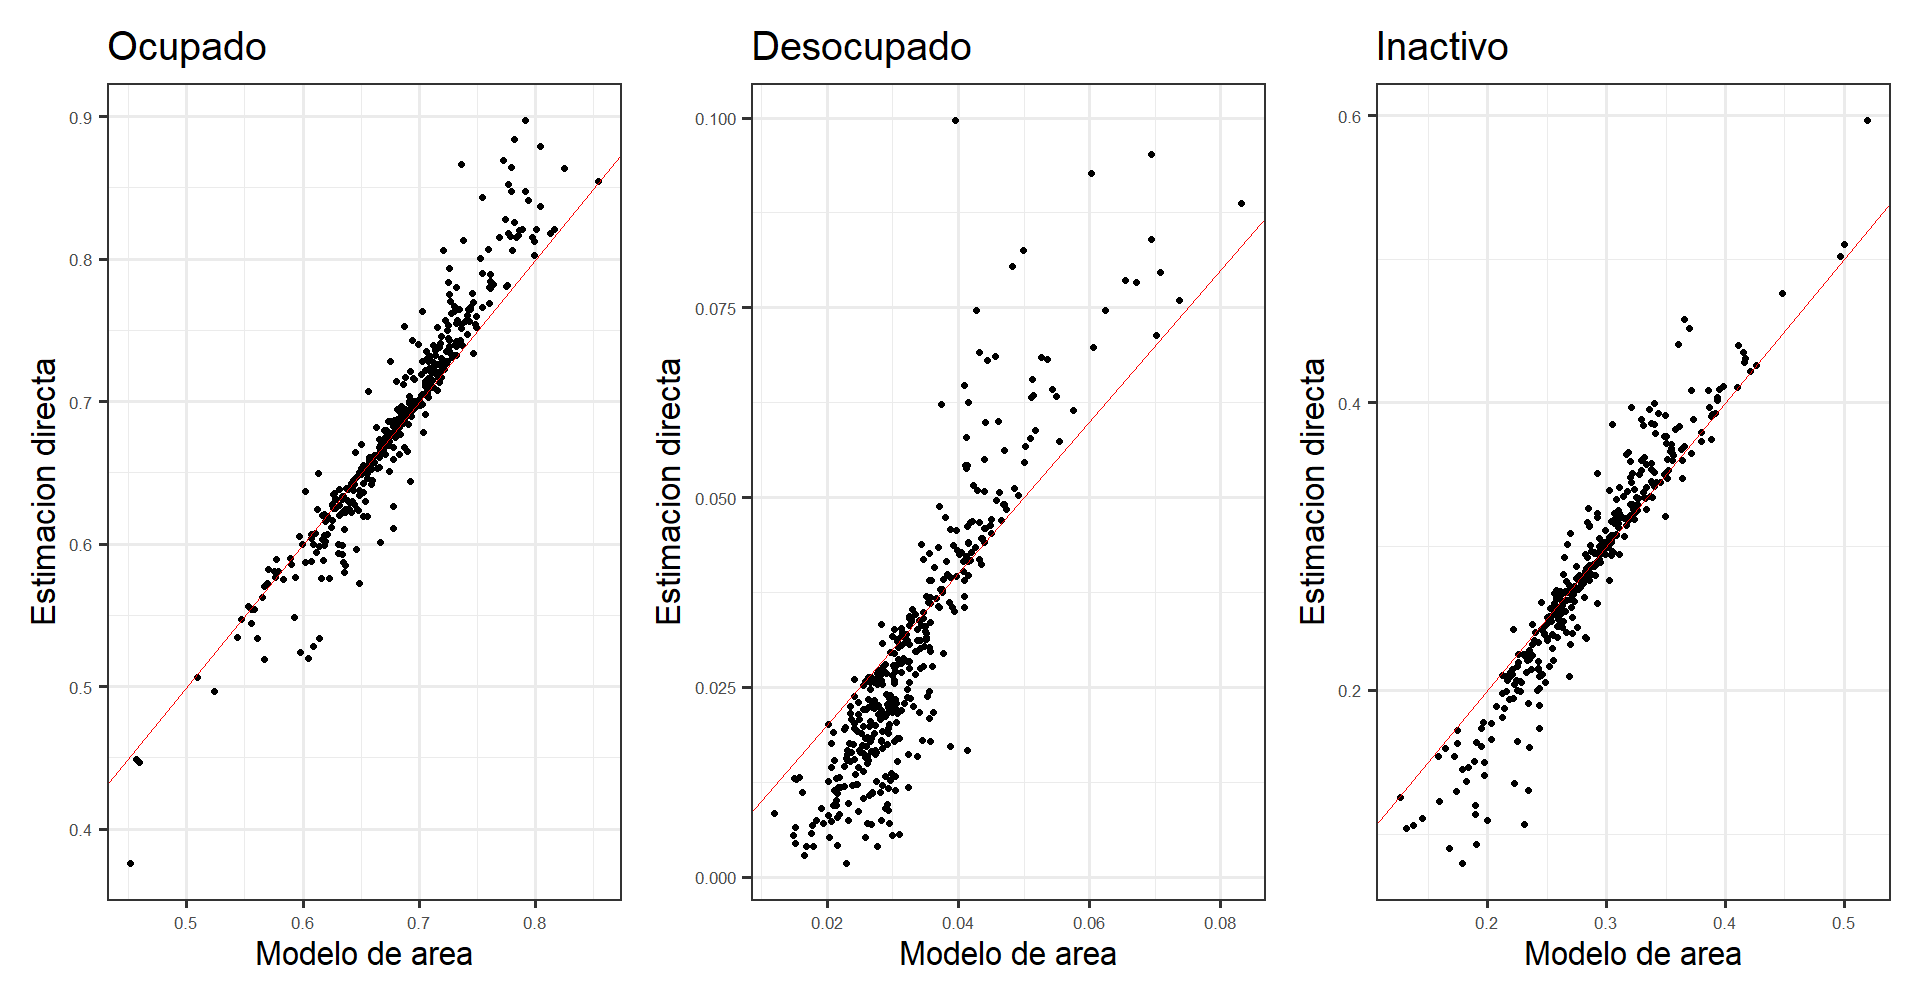 Ocupado
Desocupado
Inactivo
Estimacion directa
0.9
0.8
0.7
0.6
0.5
0.4
0.5
0.6
0.7
0.8
Modelo de area
Estimacion directa
0.100
0.075
0.050
0.025
0.000
0.02
0.04
0.06
0.08
Modelo de area
Estimacion directa
0.6
0.4
0.2
0.2
0.3
0.4
0.5
Modelo de area